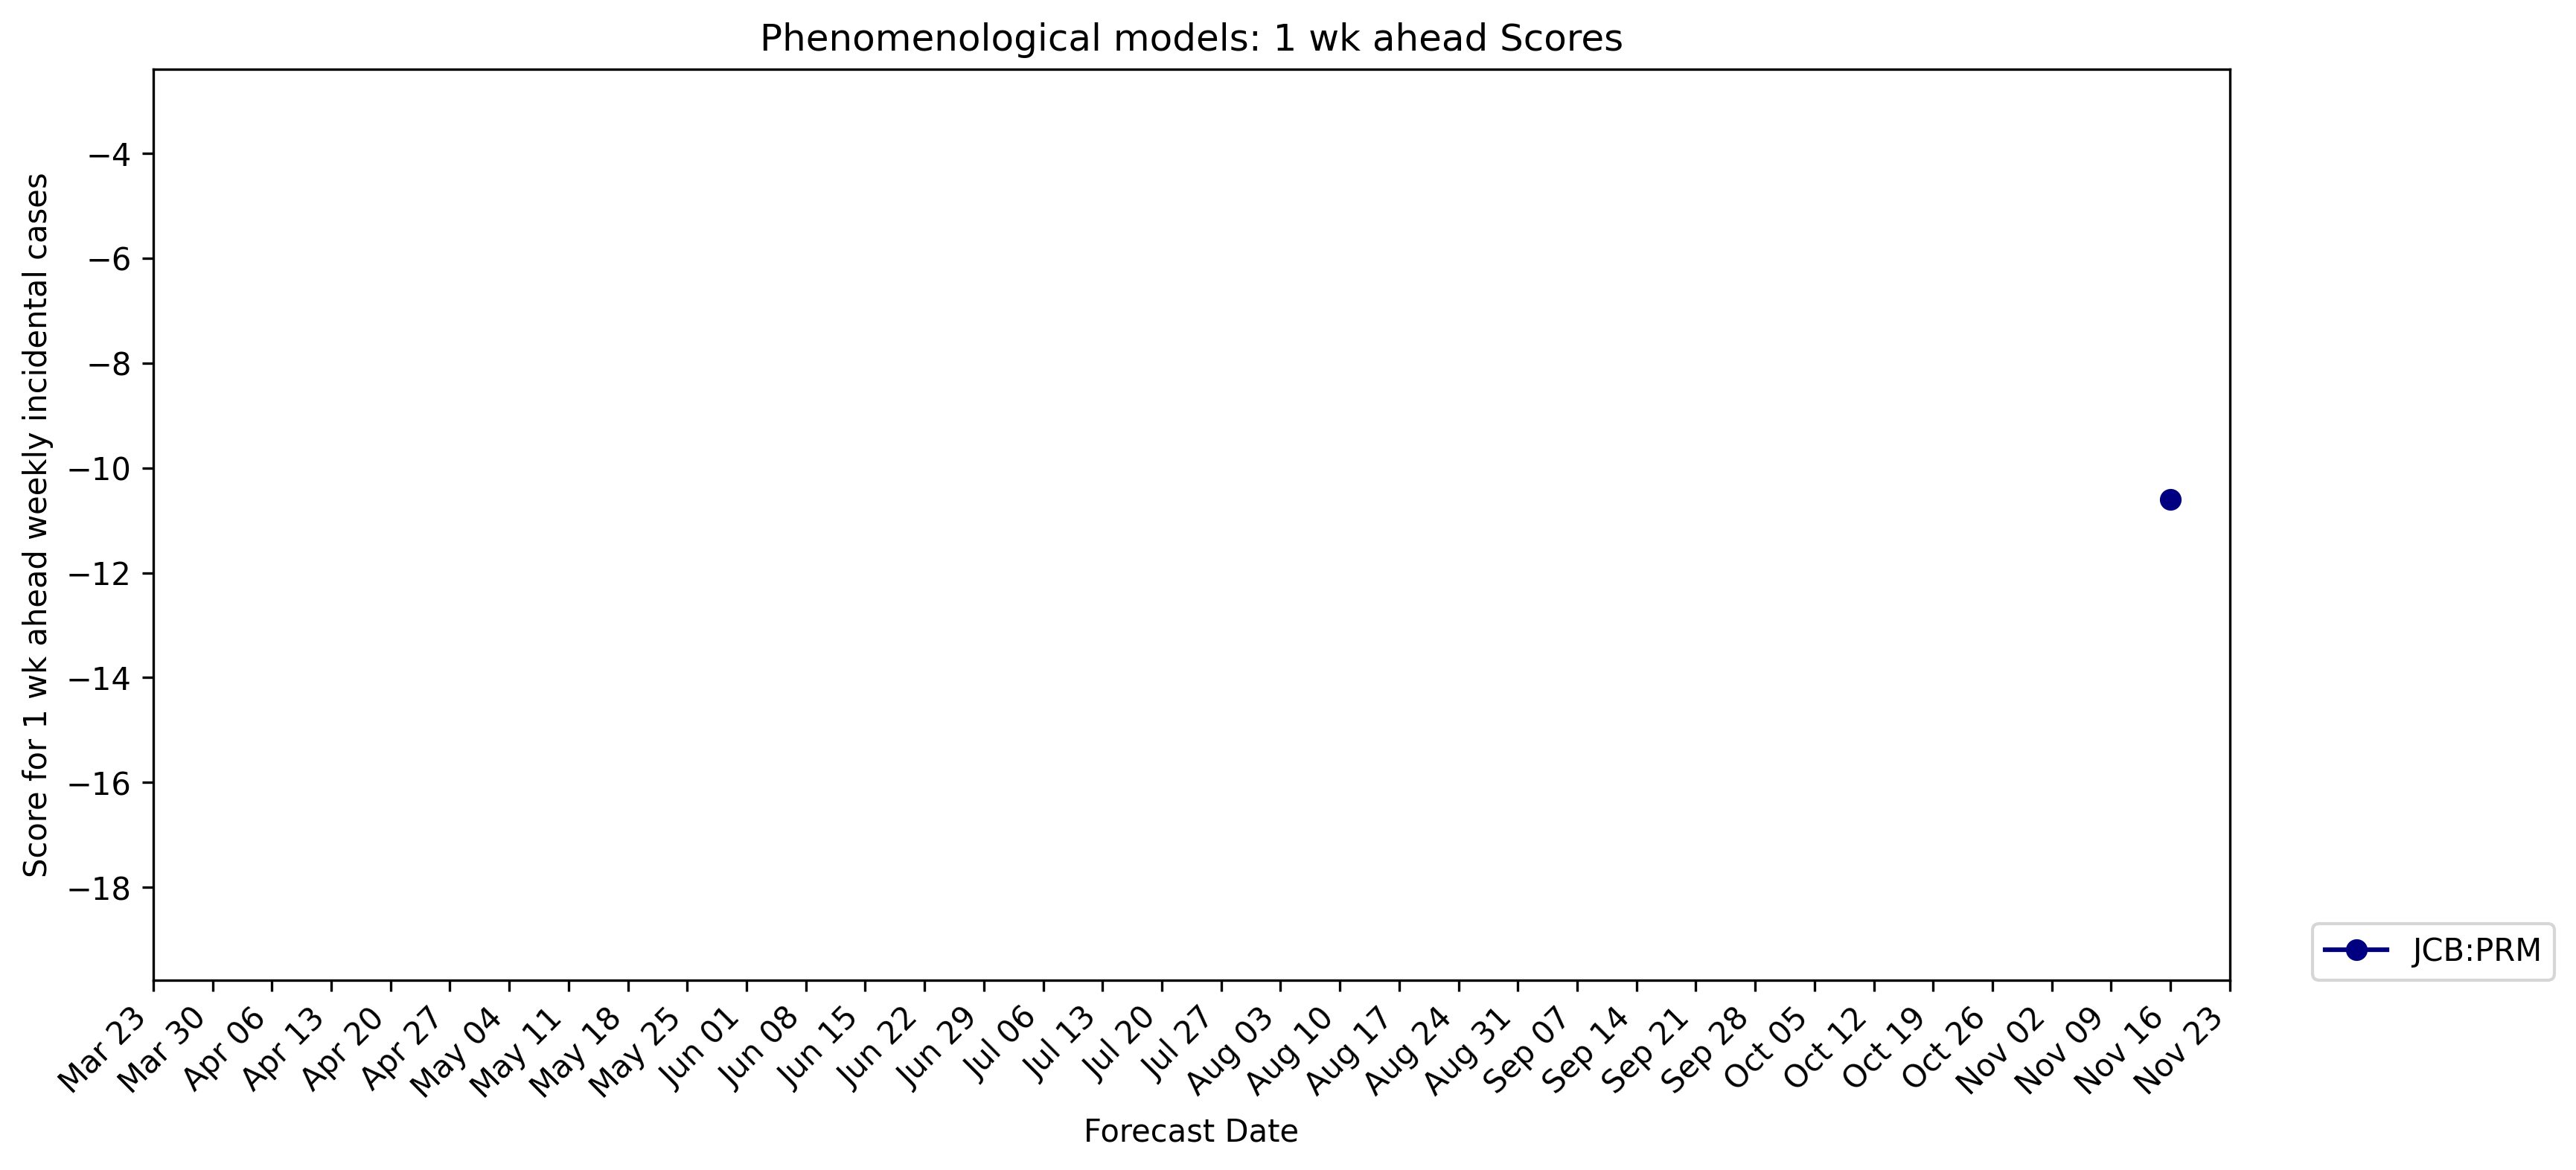 Phenomenological models: 1 wk ahead Scores
Score for 1 wk ahead weekly incidental cases
−4
−6
−8
−10
−12
−14
−16
−18
JCB:PRM
Mar 23
Mar 30
Apr 06
Apr 13
Apr 20
Apr 27
May 04
May 11
May 18
May 25
Jun 01
Jun 08
Jun 15
Jun 22
Jun 29
Jul 06
Jul 13
Jul 20
Jul 27
Aug 03
Aug 10
Aug 17
Aug 24
Aug 31
Sep 07
Sep 14
Sep 21
Sep 28
Oct 05
Oct 12
Oct 19
Oct 26
Nov 02
Nov 09
Nov 16
Nov 23
Forecast Date